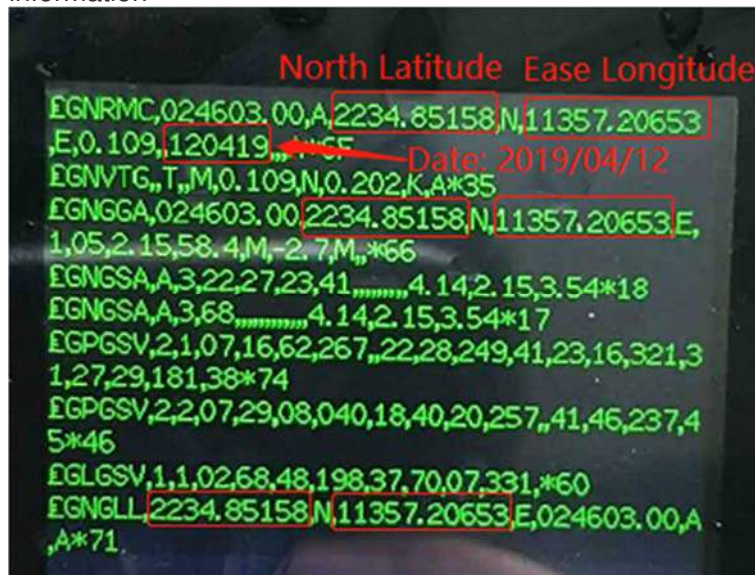 North Latitude Ease Longitude
£GNRMC,024603.00,A,2234.85158,N,11357.20653
,E,0.109,,120419,,,A*6F
Date: 2019/04/12
£GNVTG,,T,,M,0.109,N,0.202,K,A*35
£GNGGA,024603.00,2234.85158,N,11357.20653,E,
1,05,2.15,58.4,M,-2.7,M,,*66
£GNGSA,A,3,22,27,23,41,,,,,,,,,4.14,2.15,3.54*18
£GNGSA,A,3,68,,,,,,,,,,,,4.14,2.15,3.54*17
£GPGSV,2,1,07,16,62,267,,22,28,249,41,23,16,321,3
1,27,29,181,38*74
£GPGSV,2,2,07,29,08,040,18,40,20,257,,41,46,237,4
5*46
£GLGSV,1,1,02,68,48,198,37,70,07,331,*60
£GNGLL,2234.85158,N,11357.20653,E,024603.00,A
,A*71